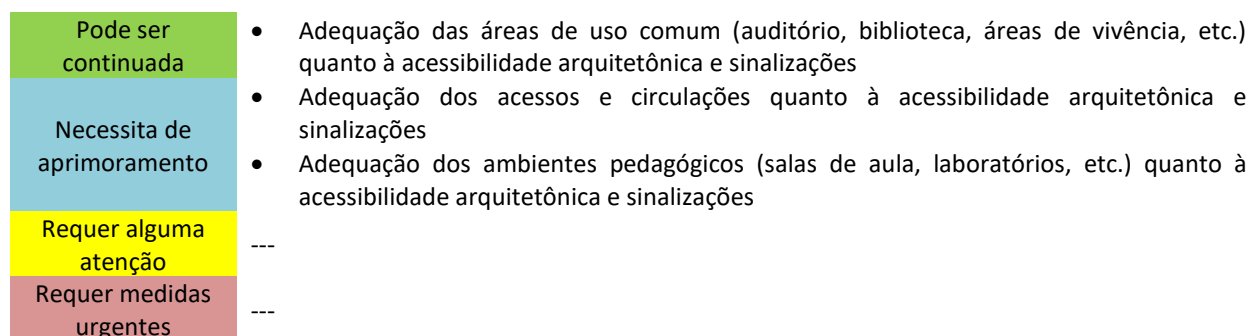 Pode ser
continuada
• Adequação das áreas de uso comum (auditório, biblioteca, áreas de vivência, etc.)
quanto à acessibilidade arquitetônica e sinalizações
Necessita de
aprimoramento
• Adequação dos acessos e circulações quanto à acessibilidade arquitetônica e
sinalizações
• Adequação dos ambientes pedagógicos (salas de aula, laboratórios, etc.) quanto à
acessibilidade arquitetônica e sinalizações
Requer alguma
atenção
---
Requer medidas
urgentes
---